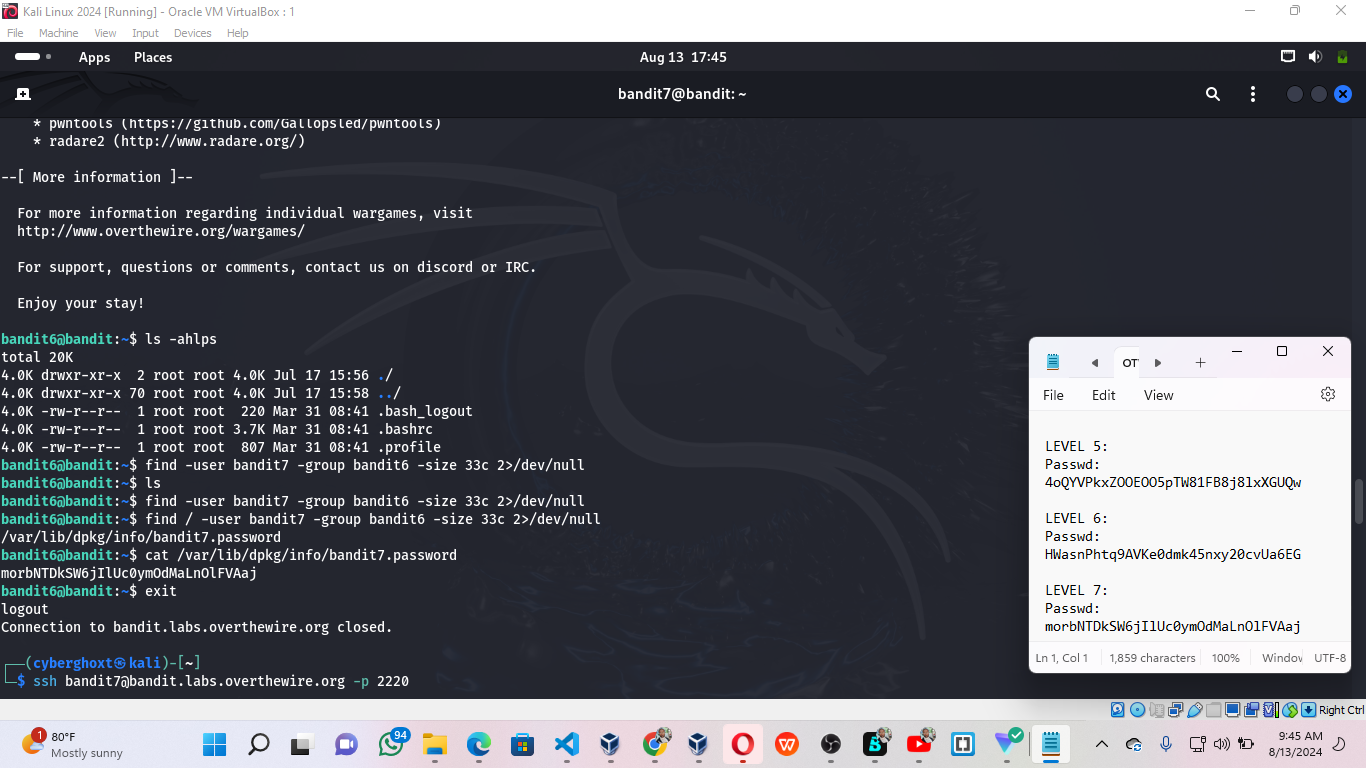 Kali Linux 2024 [Running] - Oracle VM VirtualBox : 1
File Machine View Input Devices Help
Apps Places Aug 13 17:45
bandit7@bandit: ~
* pwntools (https://github.com/Gallopsled/pwntools)
* radare2 (http://www.radare.org/)
--[ More information ]--
For more information regarding individual wargames, visit
http://www.overthewire.org/wargames/
For support, questions or comments, contact us on discord or IRC.
Enjoy your stay!
bandit6@bandit:~$ ls -ahlps
total 20K
4.0K drwxr-xr-x  2 root root 4.0K Jul 17 15:56 ./
4.0K drwxr-xr-x 70 root root 4.0K Jul 17 15:58 ../
4.0K -rw-r--r--  1 root root  220 Mar 31 08:41 .bash_logout
4.0K -rw-r--r--  1 root root 3.7K Mar 31 08:41 .bashrc
4.0K -rw-r--r--  1 root root  807 Mar 31 08:41 .profile
bandit6@bandit:~$ find -user bandit7 -group bandit6 -size 33c 2>/dev/null
bandit6@bandit:~$ ls
bandit6@bandit:~$ find -user bandit7 -group bandit6 -size 33c 2>/dev/null
bandit6@bandit:~$ find / -user bandit7 -group bandit6 -size 33c 2>/dev/null
/var/lib/dpkg/info/bandit7.password
bandit6@bandit:~$ cat /var/lib/dpkg/info/bandit7.password
morbNTDkSW6jIlUc0ymOdMaLnOlFVAaj
bandit6@bandit:~$ exit
logout
Connection to bandit.labs.overthewire.org closed.
┌──(cyberghoxt㉿kali)-[~]
└─$ ssh bandit7@bandit.labs.overthewire.org -p 2220
OT
File Edit View
LEVEL 5:
Passwd:
4oQYVPkxZOOEOO5pTW81FB8j8lxXGUQw
LEVEL 6:
Passwd:
HWasnPhtq9AVKe0dmk45nxy20cvUa6EG
LEVEL 7:
Passwd:
morbNTDkSW6jIlUc0ymOdMaLnOlFVAaj
Ln 1, Col 1 1,859 characters 100% Window UTF-8
Right Ctrl
1
80°F
Mostly sunny
94
9:45 AM
8/13/2024